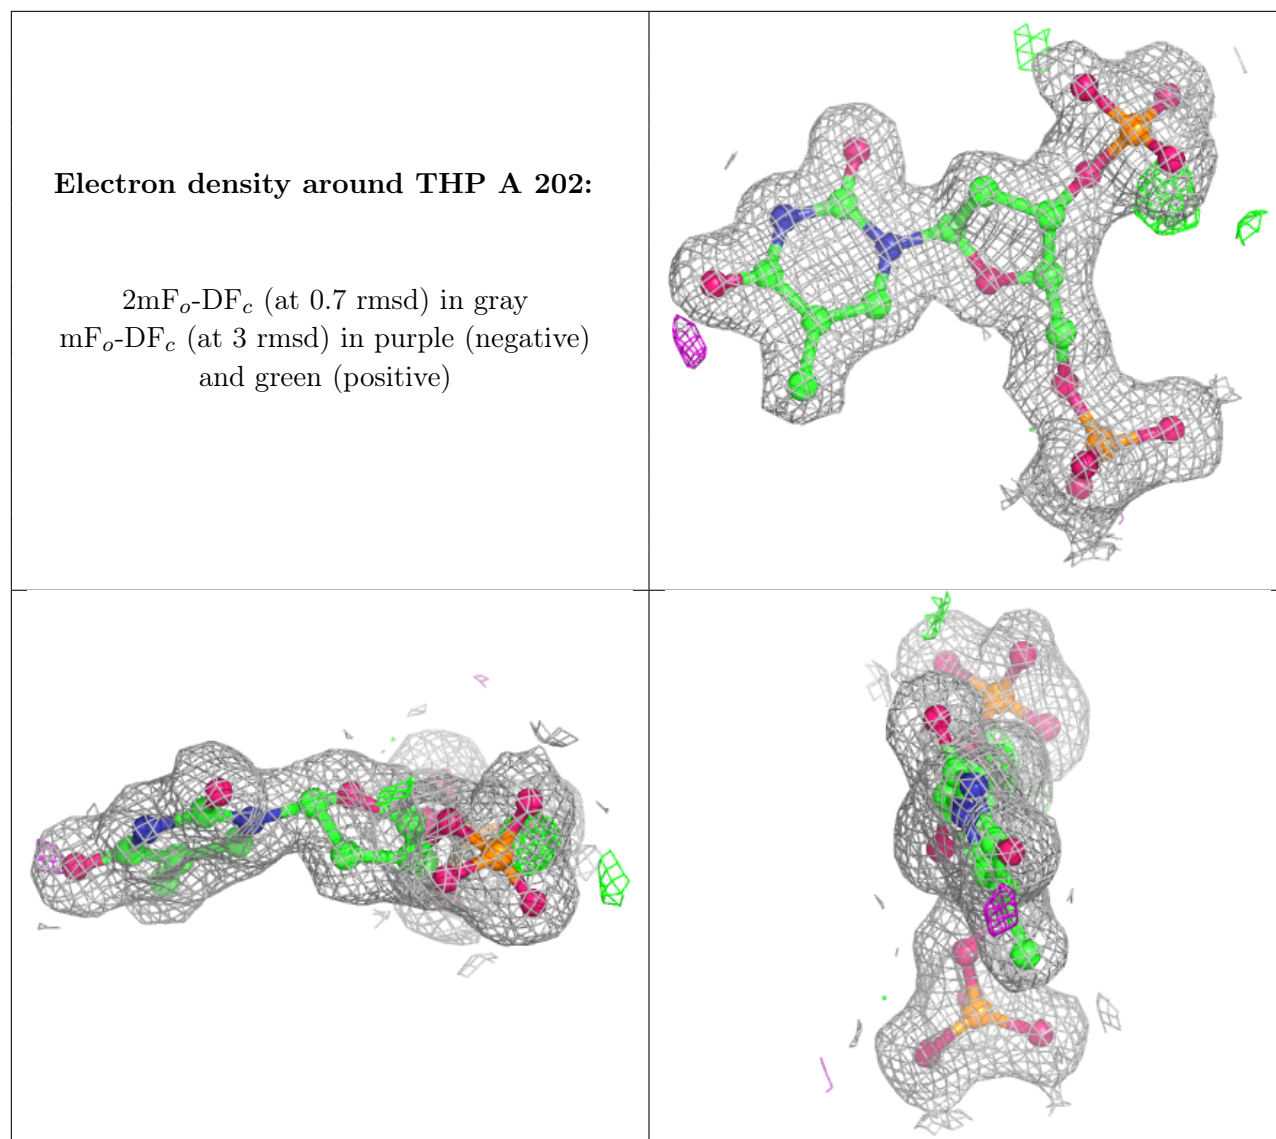 Electron density around THP A 202:
2mFo-DFc (at 0.7 rmsd) in gray
mFo-DFc (at 3 rmsd) in purple (negative)
and green (positive)